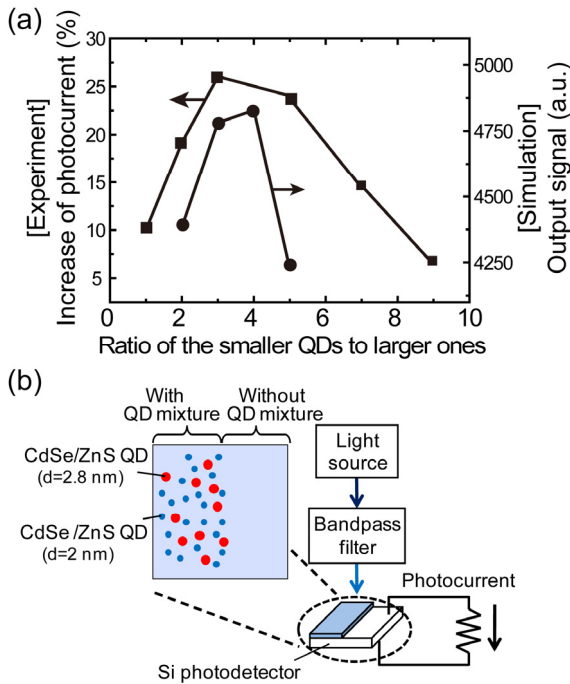 (a)
[Experiment]
Increase of photocurrent (%)
30
25
20
15
10
5
5000
4750
4500
4250
[Simulation]
Output signal (a.u.)
0 2 4 6 8 10
Ratio of the smaller QDs to larger ones
(b)
With
QD mixture
Without
QD mixture
CdSe/ZnS QD
(d=2.8 nm)
CdSe/ZnS QD
(d=2 nm)
Light
source
Bandpass
filter
Photocurrent
Si photodetector